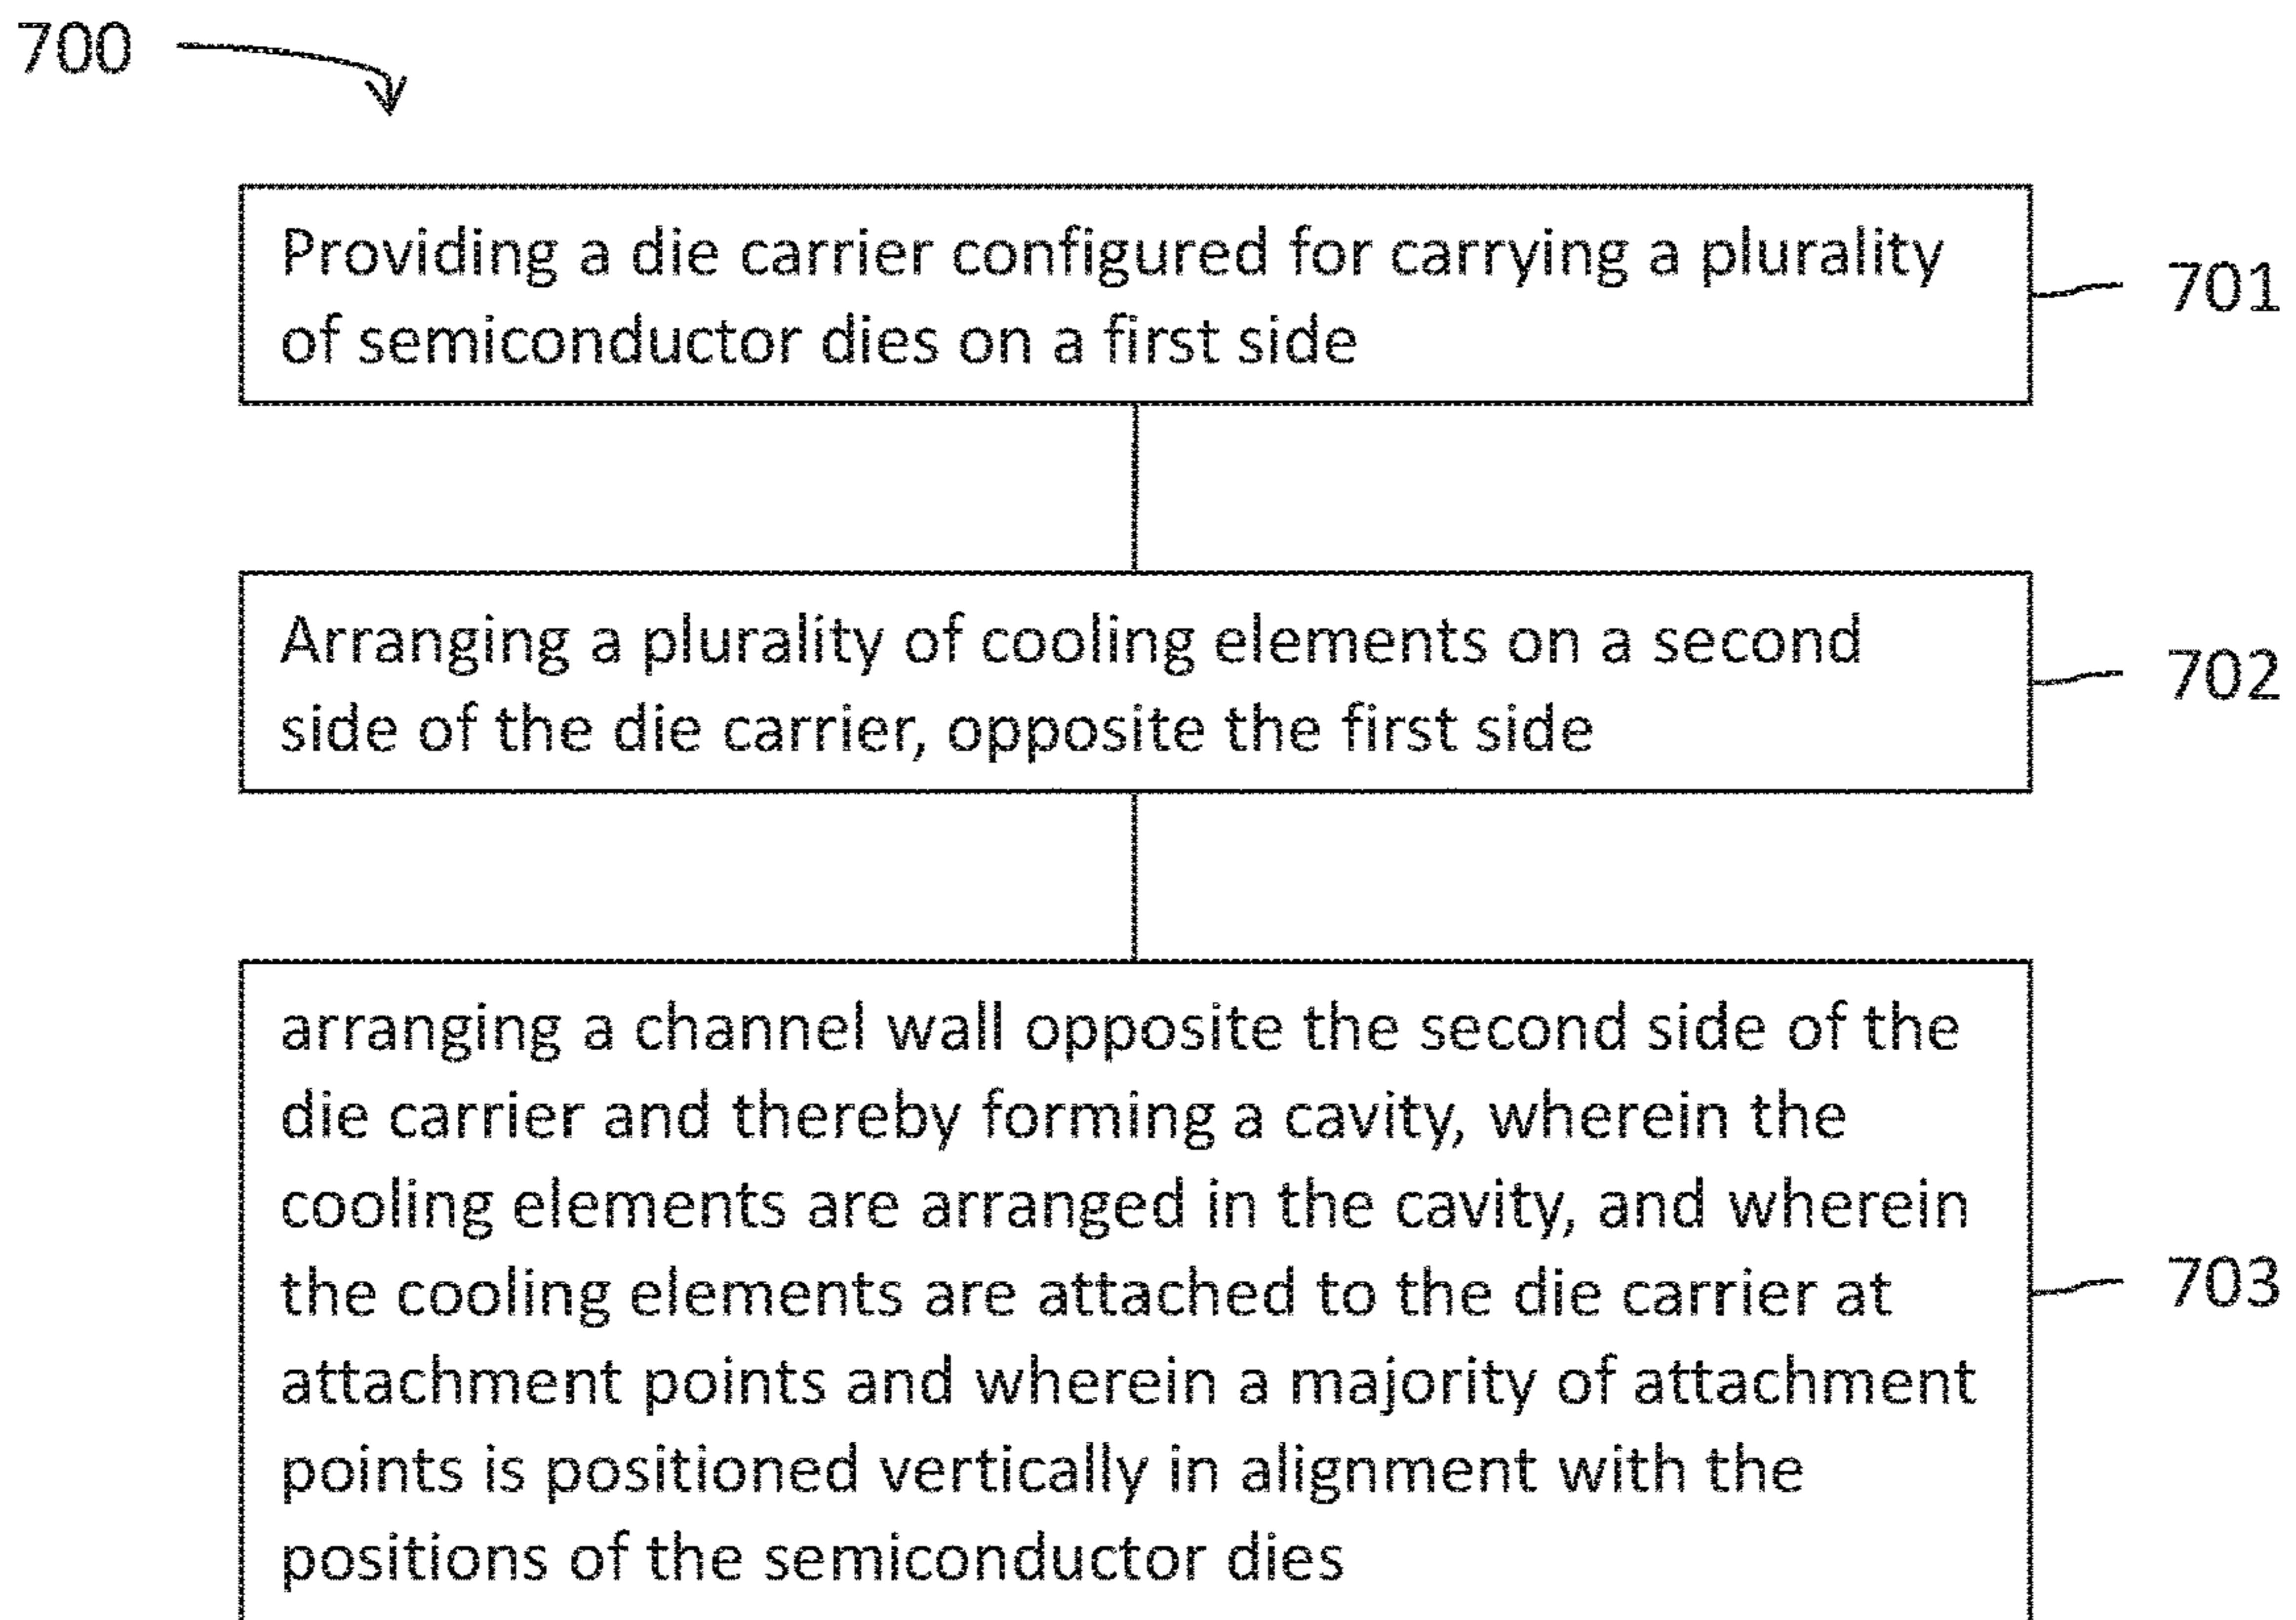 700
Providing a die carrier configured for carrying a plurality
of semiconductor dies on a first side
701
Arranging a plurality of cooling elements on a second
side of the die carrier, opposite the first side
702
arranging a channel wall opposite the second side of the
die carrier and thereby forming a cavity, wherein the
cooling elements are arranged in the cavity, and wherein
the cooling elements are attached to the die carrier at
attachment points and wherein a majority of attachment
points is positioned vertically in alignment with the
positions of the semiconductor dies
703